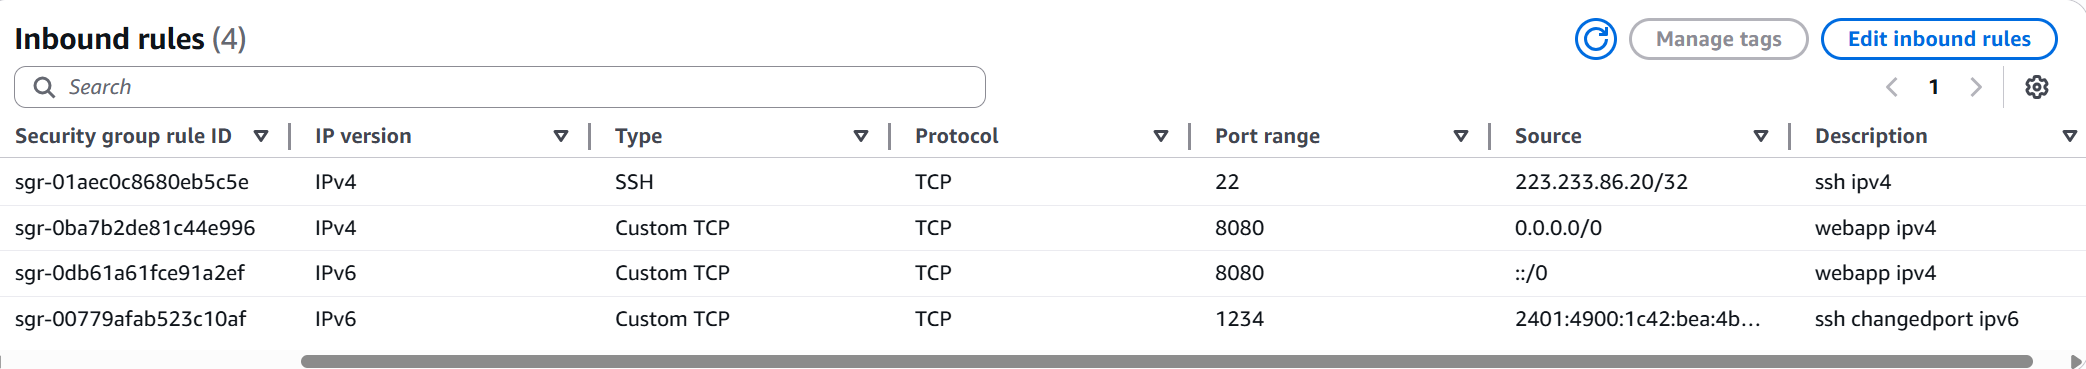 Inbound rules (4)
Manage tags
Edit inbound rules
Search
1
Security group rule ID IP version Type Protocol Port range Source Description
sgr-01aec0c8680eb5c5e IPv4 SSH TCP 22 223.233.86.20/32 ssh ipv4
sgr-0ba7b2de81c44e996 IPv4 Custom TCP TCP 8080 0.0.0.0/0 webapp ipv4
sgr-0db61a61fce91a2ef IPv6 Custom TCP TCP 8080 ::/0 webapp ipv4
sgr-00779afab523c10af IPv6 Custom TCP TCP 1234 2401:4900:1c42:bea:4b... ssh changedport ipv6